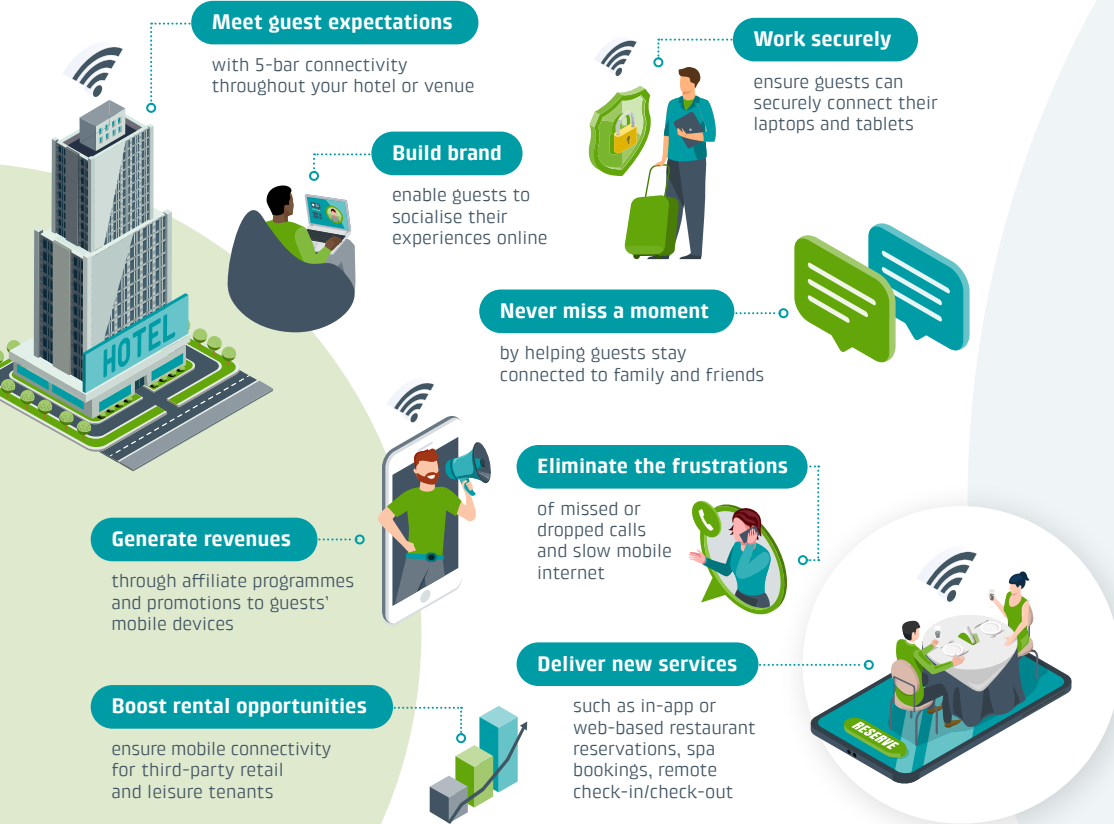 Meet guest expectations
with 5-bar connectivity
throughout your hotel or venue
Work securely
ensure guests can
securely connect their
laptops and tablets
Build brand
enable guests to
socialise their
experiences online
HOTEL
Never miss a moment
by helping guests stay
connected to family and friends
Eliminate the frustrations
of missed or
dropped calls
and slow mobile
internet
Generate revenues
through affiliate programmes
and promotions to guests’
mobile devices
Deliver new services
such as in-app or
web-based restaurant
reservations, spa
bookings, remote
check-in/check-out
RESERVE
Boost rental opportunities
ensure mobile connectivity
for third-party retail
and leisure tenants